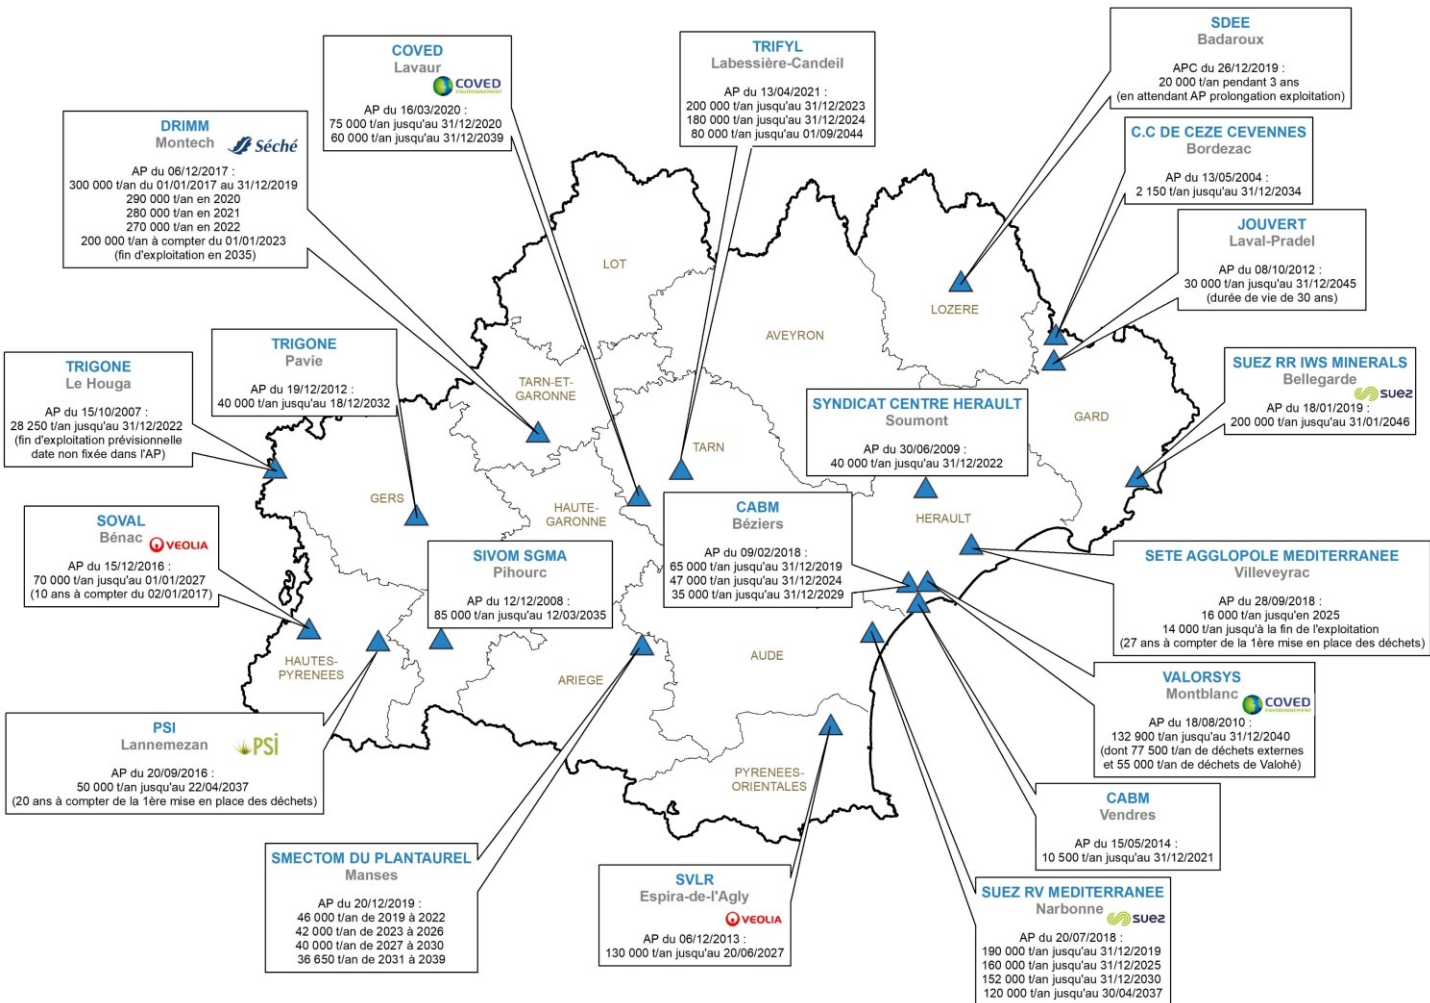 SDEE
Badaroux
APC du 26/12/2019 :
20 000 t/an pendant 3 ans
(en attendant AP prolongation exploitation)
TRIFYL
Labessière-Candeil
AP du 13/04/2021 :
200 000 t/an jusqu'au 31/12/2023
180 000 t/an jusqu'au 31/12/2024
80 000 t/an jusqu'au 01/09/2044
COVED
Lavaur
COVED
ENVIRONNEMENT
AP du 16/03/2020 :
75 000 t/an jusqu'au 31/12/2020
60 000 t/an jusqu'au 31/12/2039
DRIMM
Montech
Séché
AP du 06/12/2017 :
300 000 t/an du 01/01/2017 au 31/12/2019
290 000 t/an en 2020
280 000 t/an en 2021
270 000 t/an en 2022
200 000 t/an à compter du 01/01/2023
(fin d'exploitation en 2035)
C.C DE CEZE CEVENNES
Bordezac
AP du 13/05/2004 :
2 150 t/an jusqu'au 31/12/2034
JOUVERT
Laval-Pradel
AP du 08/10/2012 :
30 000 t/an jusqu'au 31/12/2045
(durée de vie de 30 ans)
LOT
LOZERE
AVEYRON
TARN-ET-
GARONNE
GARD
TARN
GERS
HAUTE-
GARONNE
HERAULT
TRIGONE
Pavie
AP du 19/12/2012 :
40 000 t/an jusqu'au 18/12/2032
TRIGONE
Le Houga
AP du 15/10/2007 :
28 250 t/an jusqu'au 31/12/2022
(fin d'exploitation prévisionnelle
date non fixée dans l'AP)
SUEZ RR IWS MINERALS
Bellegarde
suez
AP du 18/01/2019 :
200 000 t/an jusqu'au 31/01/2046
SYNDICAT CENTRE HERAULT
Soumont
AP du 30/06/2009 :
40 000 t/an jusqu'au 31/12/2022
CABM
Béziers
AP du 09/02/2018 :
65 000 t/an jusqu'au 31/12/2019
47 000 t/an jusqu'au 31/12/2024
35 000 t/an jusqu'au 31/12/2029
SOVAL
Bénac
VEOLIA
AP du 15/12/2016 :
70 000 t/an jusqu'au 01/01/2027
(10 ans à compter du 02/01/2017)
SIVOM SGMA
Pihourc
AP du 12/12/2008 :
85 000 t/an jusqu'au 12/03/2035
SETE AGGLOPOLE MEDITERRANEE
Villeveyrac
AP du 28/09/2018 :
16 000 t/an jusqu'en 2025
14 000 t/an jusqu'à la fin de l'exploitation
(27 ans à compter de la 1ère mise en place des déchets)
HAUTES-
PYRENEES
ARIEGE
AUDE
PYRENEES-
ORIENTALES
VALORSYS
Montblanc
COVED
ENVIRONNEMENT
AP du 18/08/2010 :
132 900 t/an jusqu'au 31/12/2040
(dont 77 500 t/an de déchets externes
et 55 000 t/an de déchets de Valohé)
PSI
Lannemezan
PSi
AP du 20/09/2016 :
50 000 t/an jusqu'au 22/04/2037
(20 ans à compter de la 1ère mise en place des déchets)
CABM
Vendres
AP du 15/05/2014 :
10 500 t/an jusqu'au 31/12/2021
SMECTOM DU PLANTAUREL
Manses
AP du 20/12/2019 :
46 000 t/an de 2019 à 2022
42 000 t/an de 2023 à 2026
40 000 t/an de 2027 à 2030
36 650 t/an de 2031 à 2039
SVLR
Espira-de-l'Agly
VEOLIA
AP du 06/12/2013 :
130 000 t/an jusqu'au 20/06/2027
SUEZ RV MEDITERRANEE
Narbonne
suez
AP du 20/07/2018 :
190 000 t/an jusqu'au 31/12/2019
160 000 t/an jusqu'au 31/12/2025
152 000 t/an jusqu'au 31/12/2030
120 000 t/an jusqu'au 30/04/2037